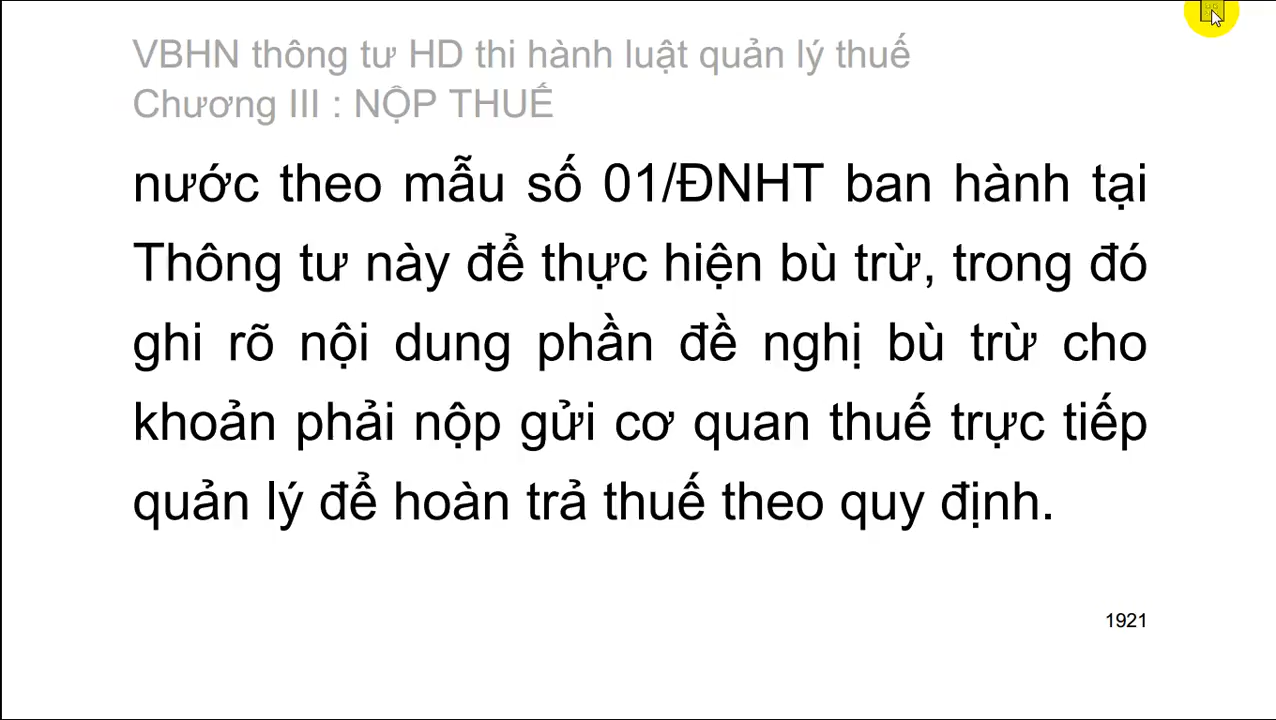 VBHN thông tư HD thi hành luật quản lý thuế
Chương III : NỘP THUẾ
nước theo mẫu số 01/ĐNHT ban hành tại
Thông tư này để thực hiện bù trừ, trong đó
ghi rõ nội dung phần đề nghị bù trừ cho
khoản phải nộp gửi cơ quan thuế trực tiếp
quản lý để hoàn trả thuế theo quy định.
1921